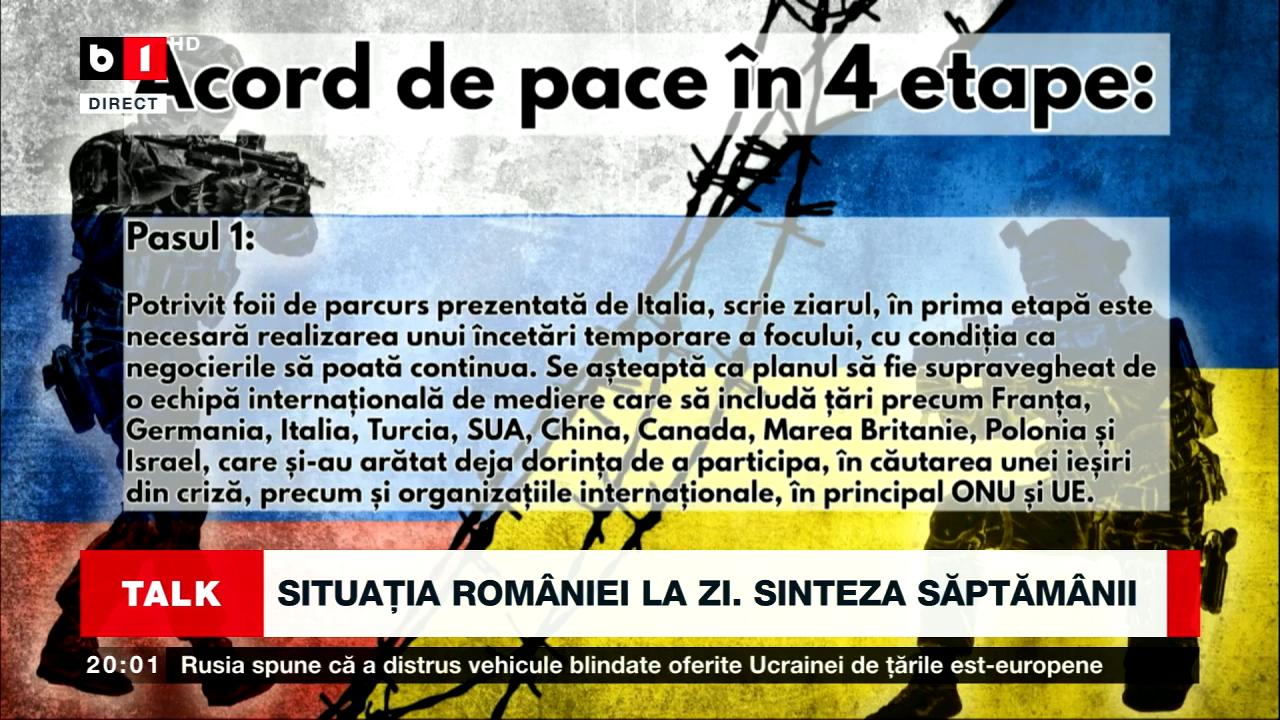 b1 HD
DIRECT
Acord de pace în 4 etape:
Pasul 1:
Potrivit foii de parcurs prezentată de Italia, scrie ziarul, în prima etapă este
necesară realizarea unui încetări temporare a focului, cu condiția ca
negocierile să poată continua. Se așteaptă ca planul să fie supravegheat de
o echipă internațională de mediere care să includă țări precum Franța,
Germania, Italia, Turcia, SUA, China, Canada, Marea Britanie, Polonia și
Israel, care și-au arătat deja dorința de a participa, în căutarea unei ieșiri
din criză, precum și organizațiile internaționale, în principal ONU și UE.
TALK SITUAȚIA ROMÂNIEI LA ZI. SINTEZA SĂPTĂMÂNII
20:01 Rusia spune că a distrus vehicule blindate oferite Ucrainei de țările est-europene